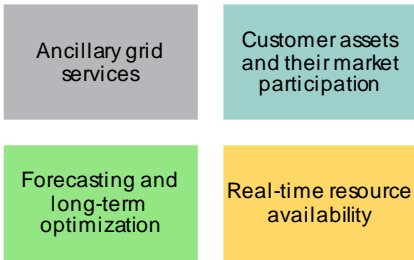 Ancillary grid
services
Customer assets
and their market
participation
Forecasting and
long-term
optimization
Real-time resource
availability